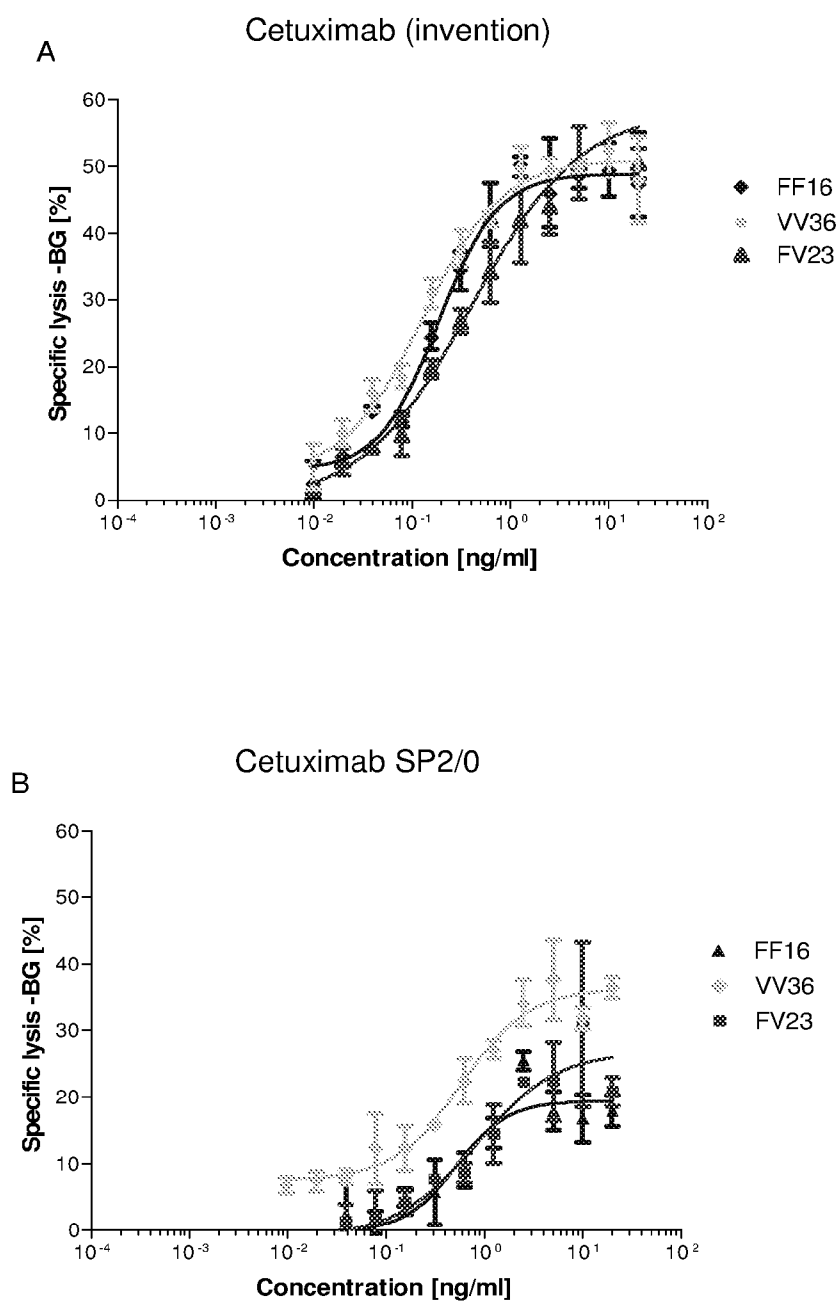 Cetuximab (invention)
A
60
50
40
30
20
10
0
Specific lysis -BG [%]
10-4 10-3 10-2 10-1 100 101 102
Concentration [ng/ml]
FF16
VV36
FV23
Cetuximab SP2/0
B
60
50
40
30
20
10
0
Specific lysis -BG [%]
10-4 10-3 10-2 10-1 100 101 102
Concentration [ng/ml]
FF16
VV36
FV23